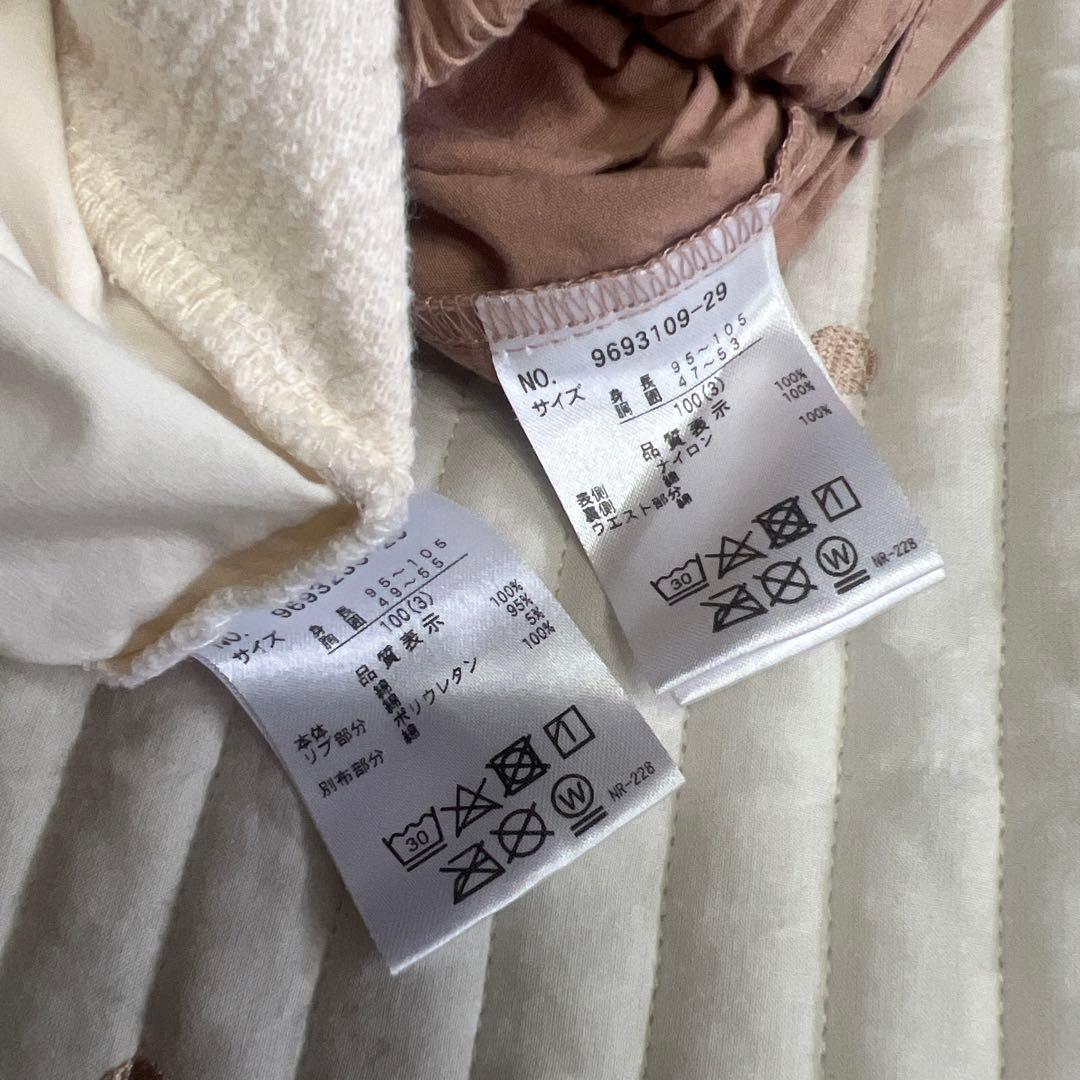 NO. 9693109-29
サイズ 身長 95～105
胸囲 47～53
100(3)
品質表示
表側 ナイロン 100%
裏側 綿 100%
ウエスト部分 綿 100%
30
1
W
NR-228
NO.
サイズ 身長 95～105
胸囲 49～55
100(3)
品質表示
本体 綿 100%
リブ部分 綿 95%
ポリウレタン 5%
別布部分 綿 100%
30
1
W
NR-228